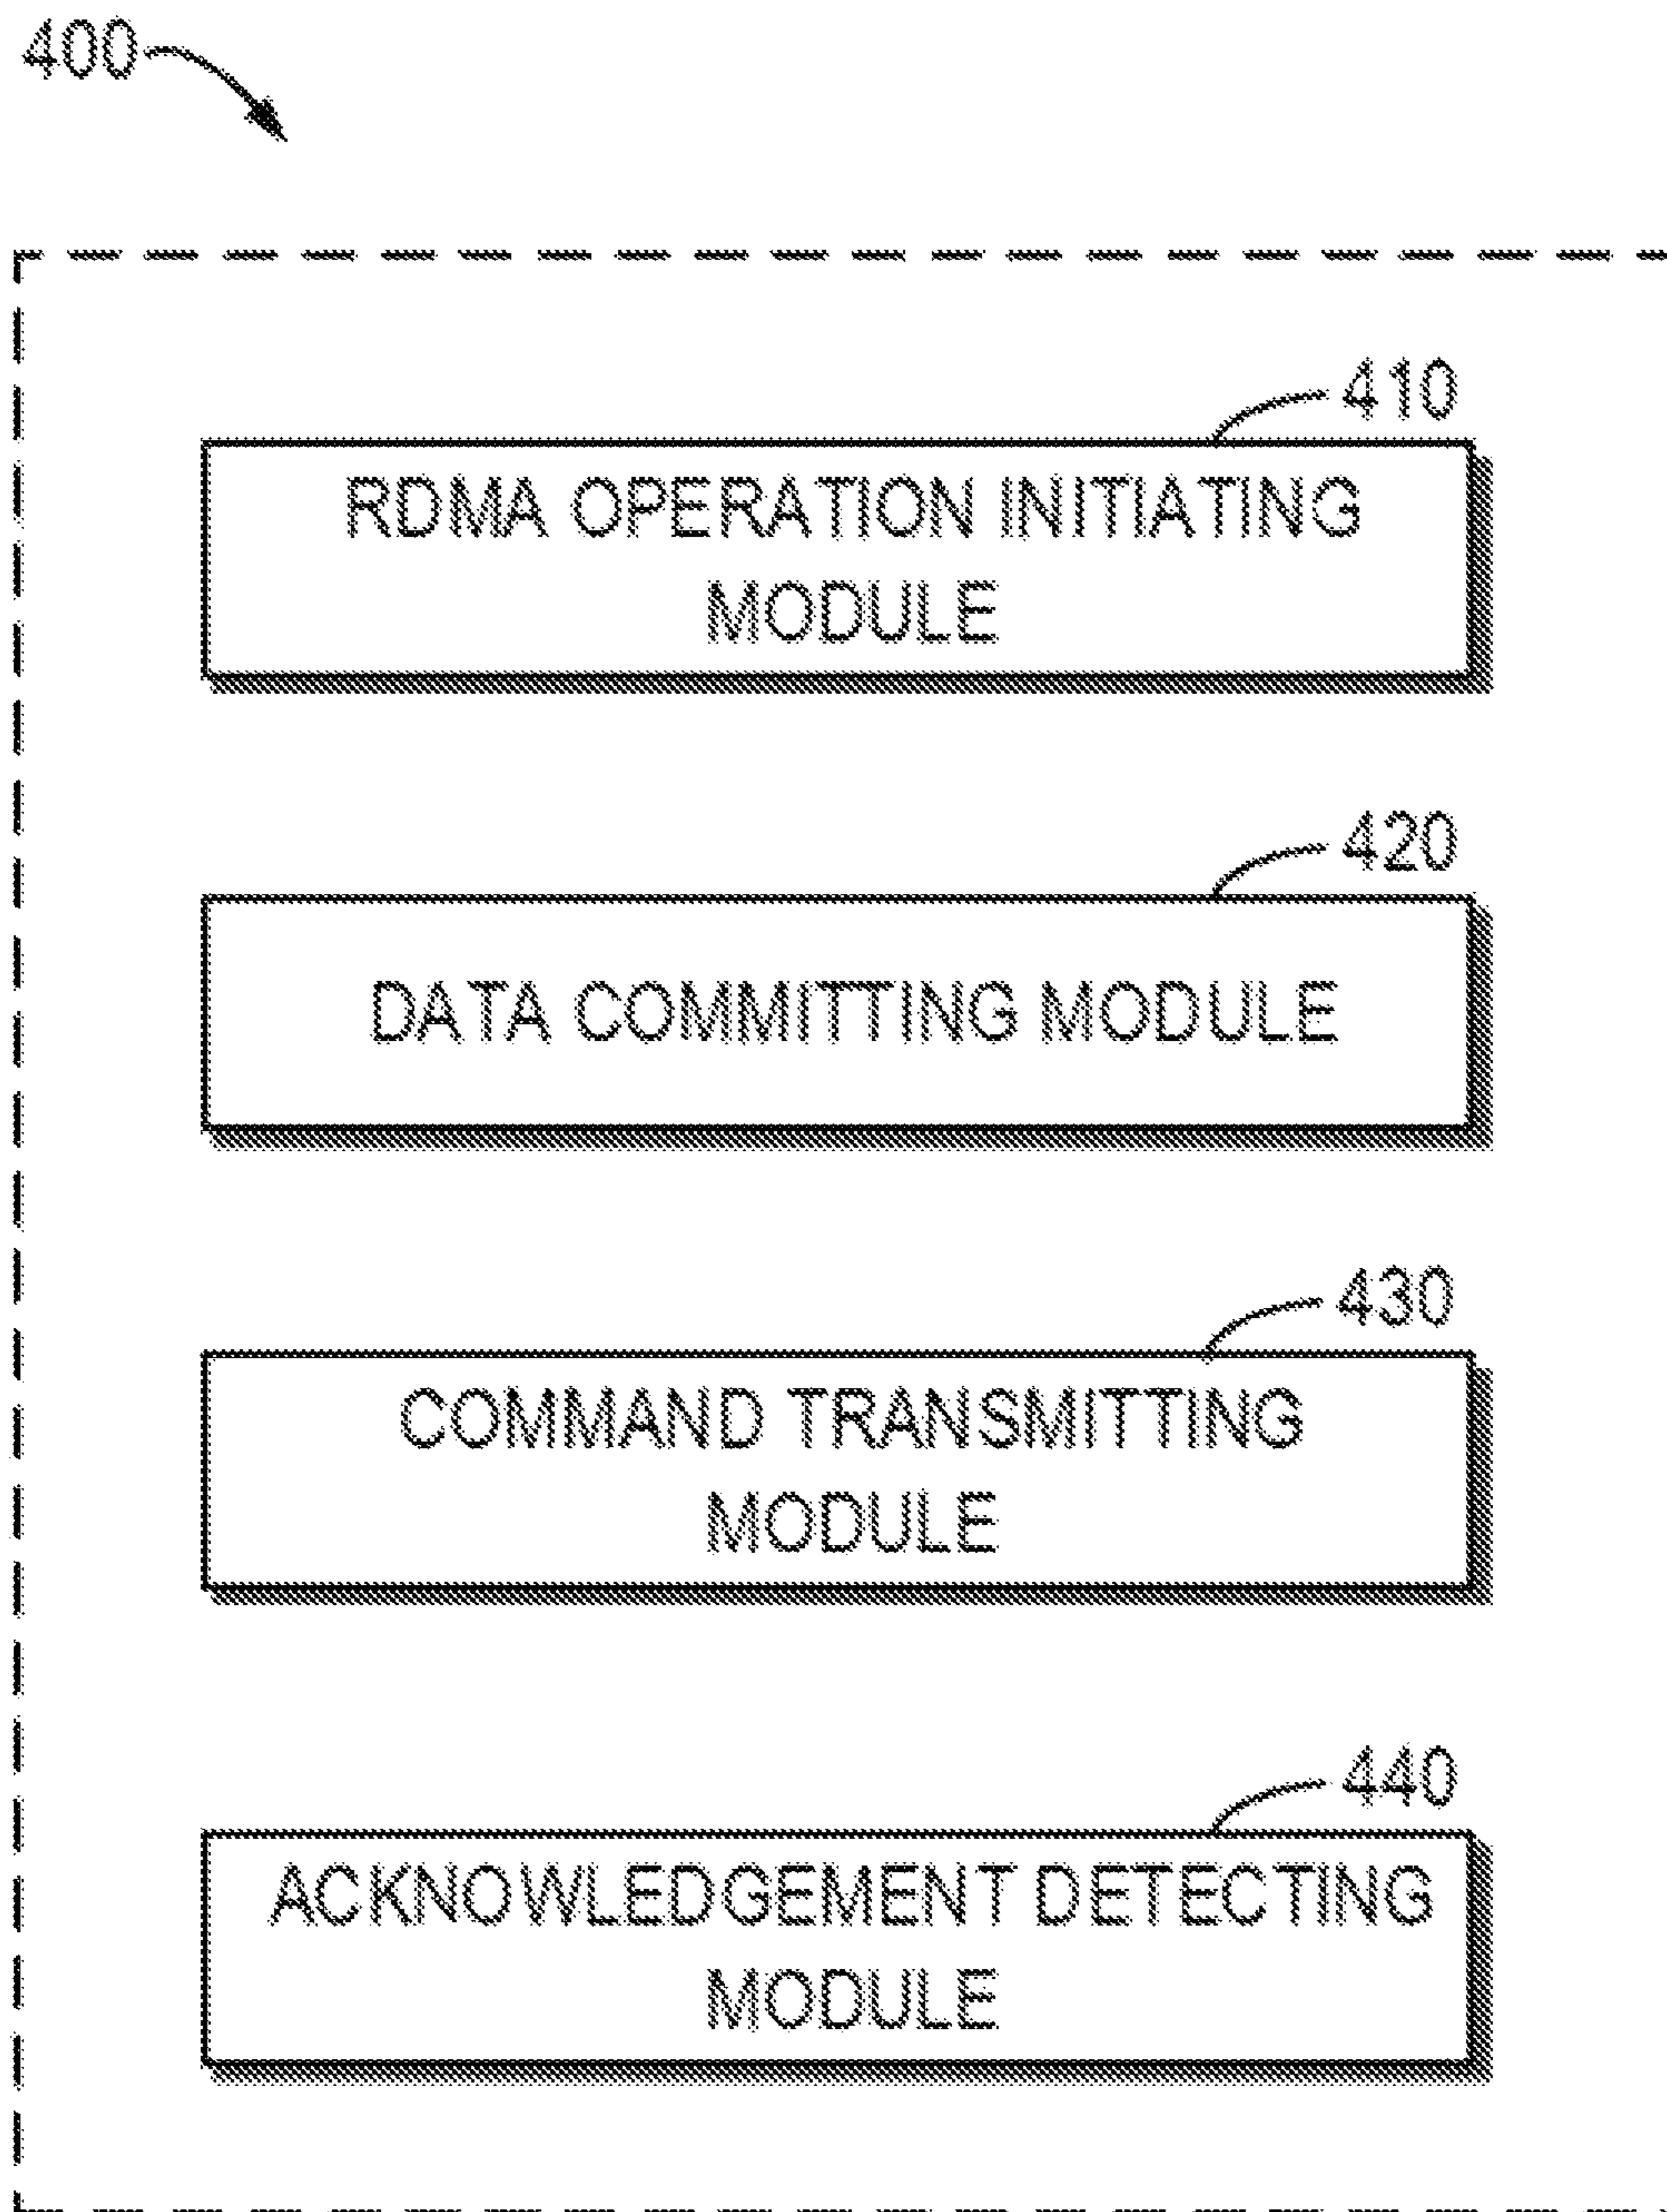 400
410
RDMA OPERATION INITIATING
MODULE
420
DATA COMMITTING MODULE
430
COMMAND TRANSMITTING
MODULE
440
ACKNOWLEDGEMENT DETECTING
MODULE